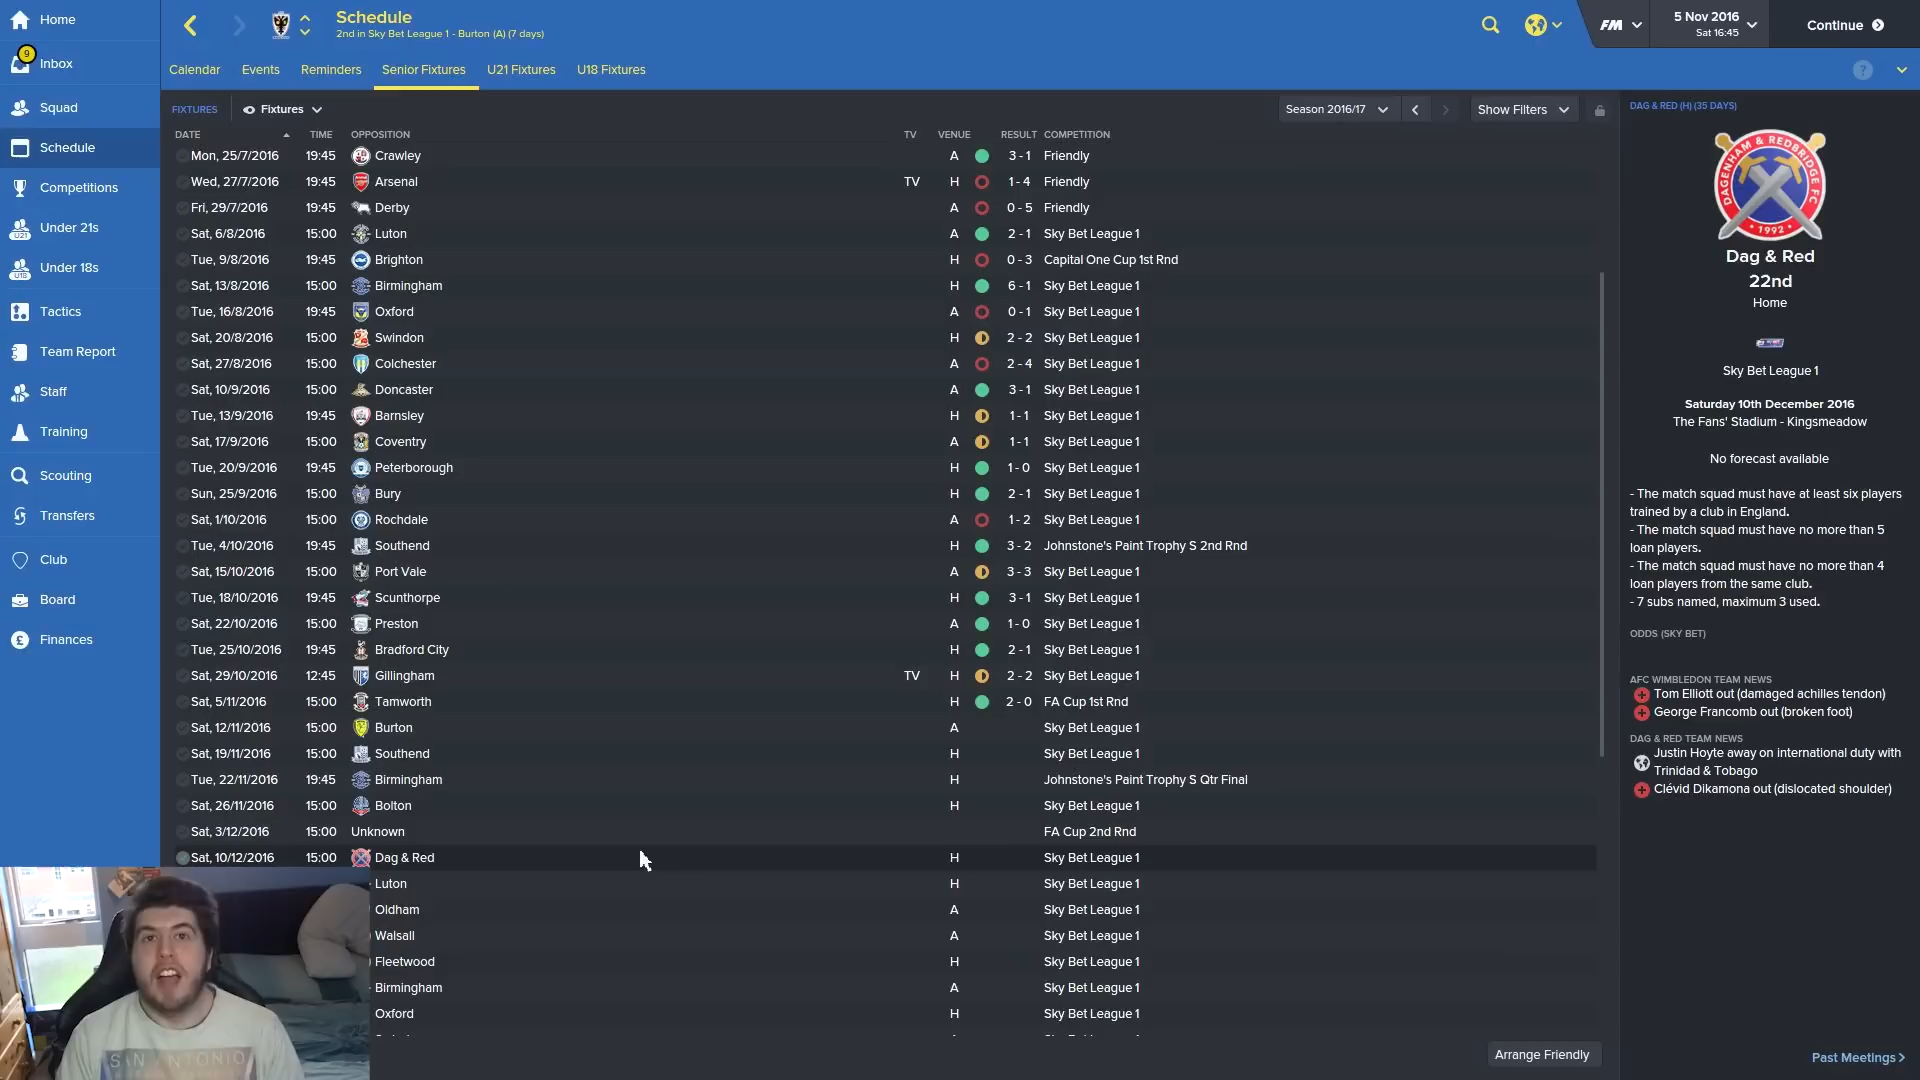 Home
Inbox
9
Squad
Schedule
Competitions
Under 21s
U21
Under 18s
U18
Tactics
Team Report
Staff
Training
Scouting
Transfers
Club
Board
Finances
Schedule
2nd in Sky Bet League 1 - Burton (A) (7 days)
FM
5 Nov 2016
Sat 16:45
Continue
Calendar Events Reminders Senior Fixtures U21 Fixtures U18 Fixtures
?
FIXTURES Fixtures Season 2016/17 Show Filters
DATE TIME OPPOSITION TV VENUE RESULT COMPETITION
Mon, 25/7/2016 19:45 Crawley A 3 - 1 Friendly
Wed, 27/7/2016 19:45 Arsenal TV H 1 - 4 Friendly
Fri, 29/7/2016 19:45 Derby A 0 - 5 Friendly
Sat, 6/8/2016 15:00 Luton A 2 - 1 Sky Bet League 1
Tue, 9/8/2016 19:45 Brighton H 0 - 3 Capital One Cup 1st Rnd
Sat, 13/8/2016 15:00 Birmingham H 6 - 1 Sky Bet League 1
Tue, 16/8/2016 19:45 Oxford A 0 - 1 Sky Bet League 1
Sat, 20/8/2016 15:00 Swindon H 2 - 2 Sky Bet League 1
Sat, 27/8/2016 15:00 Colchester A 2 - 4 Sky Bet League 1
Sat, 10/9/2016 15:00 Doncaster A 3 - 1 Sky Bet League 1
Tue, 13/9/2016 19:45 Barnsley H 1 - 1 Sky Bet League 1
Sat, 17/9/2016 15:00 Coventry A 1 - 1 Sky Bet League 1
Tue, 20/9/2016 19:45 Peterborough H 1 - 0 Sky Bet League 1
Sun, 25/9/2016 15:00 Bury H 2 - 1 Sky Bet League 1
Sat, 1/10/2016 15:00 Rochdale A 1 - 2 Sky Bet League 1
Tue, 4/10/2016 19:45 Southend H 3 - 2 Johnstone's Paint Trophy S 2nd Rnd
Sat, 15/10/2016 15:00 Port Vale A 3 - 3 Sky Bet League 1
Tue, 18/10/2016 19:45 Scunthorpe H 3 - 1 Sky Bet League 1
Sat, 22/10/2016 15:00 Preston A 1 - 0 Sky Bet League 1
Tue, 25/10/2016 19:45 Bradford City H 2 - 1 Sky Bet League 1
Sat, 29/10/2016 12:45 Gillingham TV H 2 - 2 Sky Bet League 1
Sat, 5/11/2016 15:00 Tamworth H 2 - 0 FA Cup 1st Rnd
Sat, 12/11/2016 15:00 Burton A Sky Bet League 1
Sat, 19/11/2016 15:00 Southend H Sky Bet League 1
Tue, 22/11/2016 19:45 Birmingham H Johnstone's Paint Trophy S Qtr Final
Sat, 26/11/2016 15:00 Bolton H Sky Bet League 1
Sat, 3/12/2016 15:00 Unknown FA Cup 2nd Rnd
Sat, 10/12/2016 15:00 Dag & Red H Sky Bet League 1
Luton H Sky Bet League 1
Oldham A Sky Bet League 1
Walsall A Sky Bet League 1
Fleetwood H Sky Bet League 1
Birmingham A Sky Bet League 1
Oxford H Sky Bet League 1
Arrange Friendly
DAG & RED (H) (35 DAYS)
DAGENHAM & REDBRIDGE FC
1992
Dag & Red
22nd
Home
Sky Bet League 1
Saturday 10th December 2016
The Fans' Stadium - Kingsmeadow
No forecast available
- The match squad must have at least six players
trained by a club in England.
- The match squad must have no more than 5
loan players.
- The match squad must have no more than 4
loan players from the same club.
- 7 subs named, maximum 3 used.
ODDS (SKY BET)
AFC WIMBLEDON TEAM NEWS
Tom Elliott out (damaged achilles tendon)
George Francomb out (broken foot)
DAG & RED TEAM NEWS
Justin Hoyte away on international duty with
Trinidad & Tobago
Clévid Dikamona out (dislocated shoulder)
Past Meetings >
SAN ANTONIO